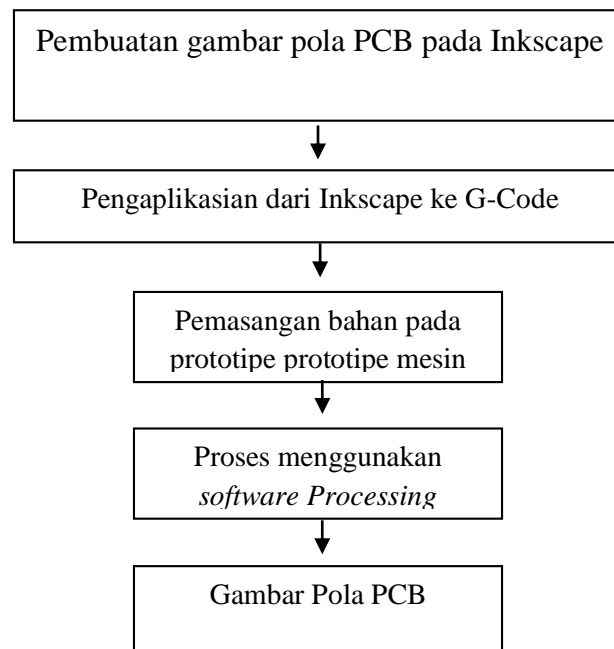 Pembuatan gambar pola PCB pada Inkscape
Pengaplikasian dari Inkscape ke G-Code
Pemasangan bahan pada
prototipe prototipe mesin
Proses menggunakan
software Processing
Gambar Pola PCB